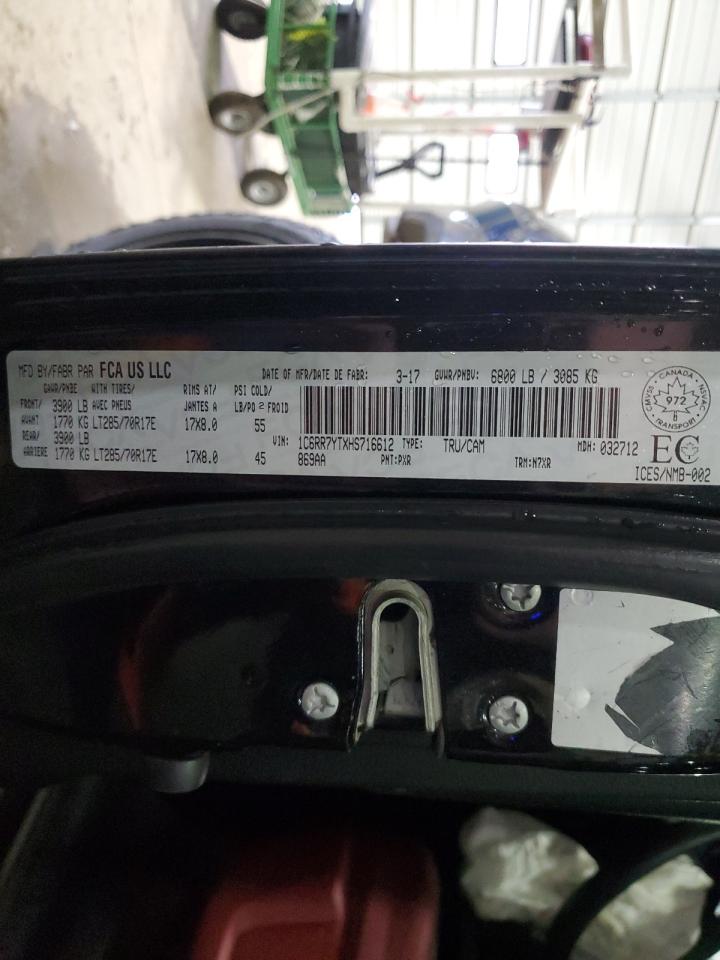 MFD BY/FABR PAR FCA US LLC DATE OF MFR/DATE DE FABR: 3-17 GVWR/PNBV: 6800 LB / 3085 KG
GAWR/PNBE WITH TIRES/ RIMS AT/ PSI COLD/
FRONT/ 3900 LB AVEC PNEUS JANTES A LB/PO 2 FROID
AVANT 1770 KG LT285/70R17E 17X8.0 55
REAR/ 3900 LB VIN: 1C6RR7YTXHS716612 TYPE: TRU/CAM MDH: 032712
ARRIERE 1770 KG LT285/70R17E 17X8.0 45 869AA PNT:PXR TRM:N7XR
EC
ICES/NMB-002
CANADA
CMVSS NSVAC
972
TRANSPORT